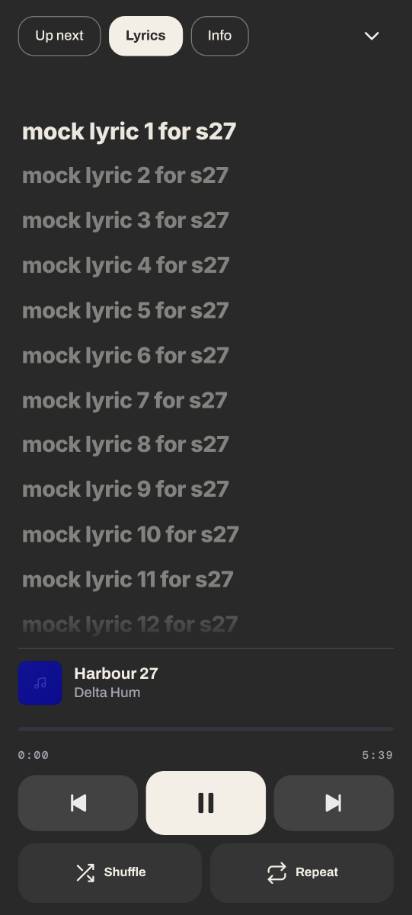 Up next Lyrics Info
mock lyric 1 for s27
mock lyric 2 for s27
mock lyric 3 for s27
mock lyric 4 for s27
mock lyric 5 for s27
mock lyric 6 for s27
mock lyric 7 for s27
mock lyric 8 for s27
mock lyric 9 for s27
mock lyric 10 for s27
mock lyric 11 for s27
mock lyric 12 for s27
Harbour 27
Delta Hum
0:00 5:39
Shuffle Repeat